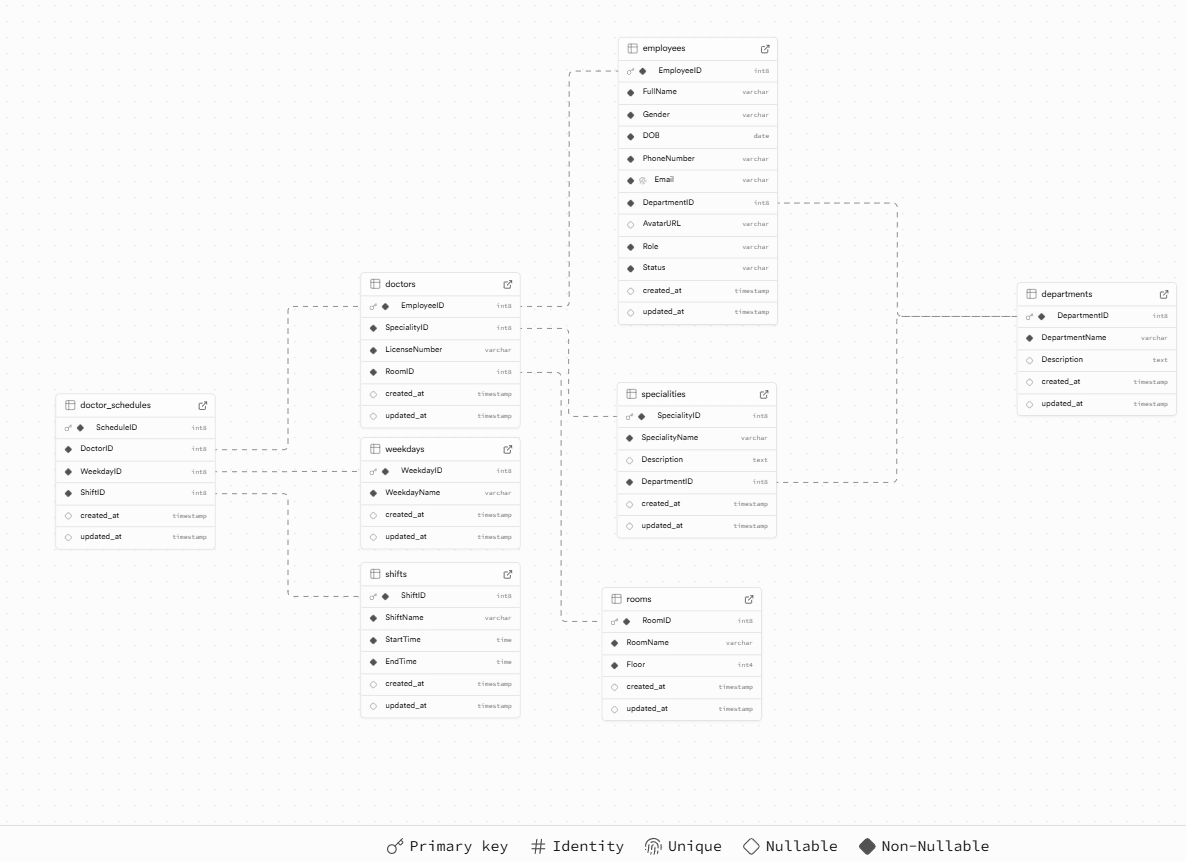 employees
EmployeeID int8
FullName varchar
Gender varchar
DOB date
PhoneNumber varchar
Email varchar
DepartmentID int8
AvatarURL varchar
Role varchar
Status varchar
created_at timestamp
updated_at timestamp
doctors
EmployeeID int8
SpecialityID int8
LicenseNumber varchar
RoomID int8
created_at timestamp
updated_at timestamp
departments
DepartmentID int8
DepartmentName varchar
Description text
created_at timestamp
updated_at timestamp
doctor_schedules
ScheduleID int8
DoctorID int8
WeekdayID int8
ShiftID int8
created_at timestamp
updated_at timestamp
weekdays
WeekdayID int8
WeekdayName varchar
created_at timestamp
updated_at timestamp
specialities
SpecialityID int8
SpecialityName varchar
Description text
DepartmentID int8
created_at timestamp
updated_at timestamp
shifts
ShiftID int8
ShiftName varchar
StartTime time
EndTime time
created_at timestamp
updated_at timestamp
rooms
RoomID int8
RoomName varchar
Floor int4
created_at timestamp
updated_at timestamp
Primary key # Identity Unique Nullable Non-Nullable